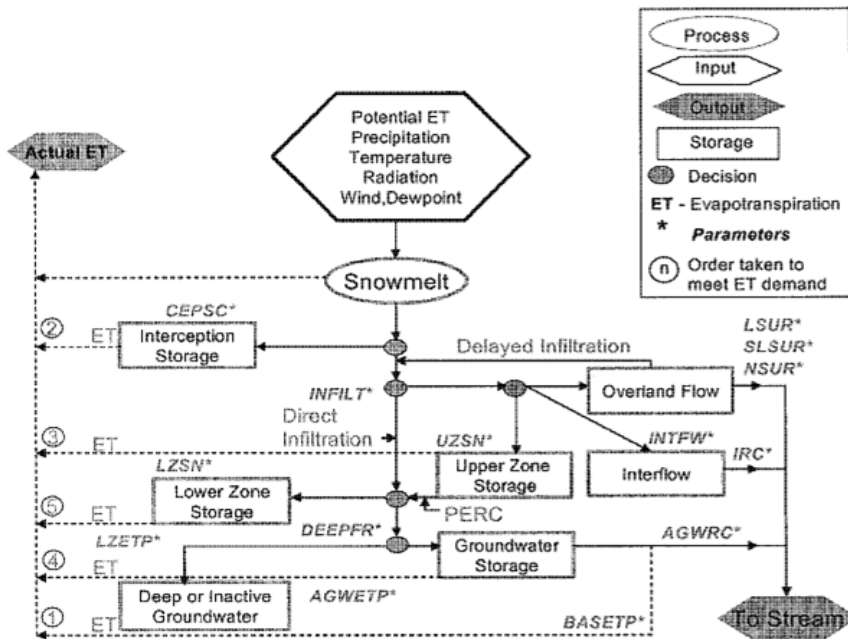 Process
Input
Output
Storage
Decision
ET - Evapotranspiration
* Parameters
n Order taken to
meet ET demand
Potential ET
Precipitation
Temperature
Radiation
Wind,Dewpoint
Actual ET
Snowmelt
CEPSC*
2 ET
Interception
Storage
Delayed Infiltration
LSUR*
SLSUR*
NSUR*
INFILT*
Overland Flow
Direct
Infiltration
3 ET
UZSN*
INTFW*
Upper Zone
Storage
Interflow
IRC*
LZSN*
Lower Zone
Storage
5 ET
PERC
LZETP*
DEEPFR*
Groundwater
Storage
AGWRC*
4 ET
Deep or Inactive
Groundwater
AGWETP*
1 ET
BASETP*
To Stream